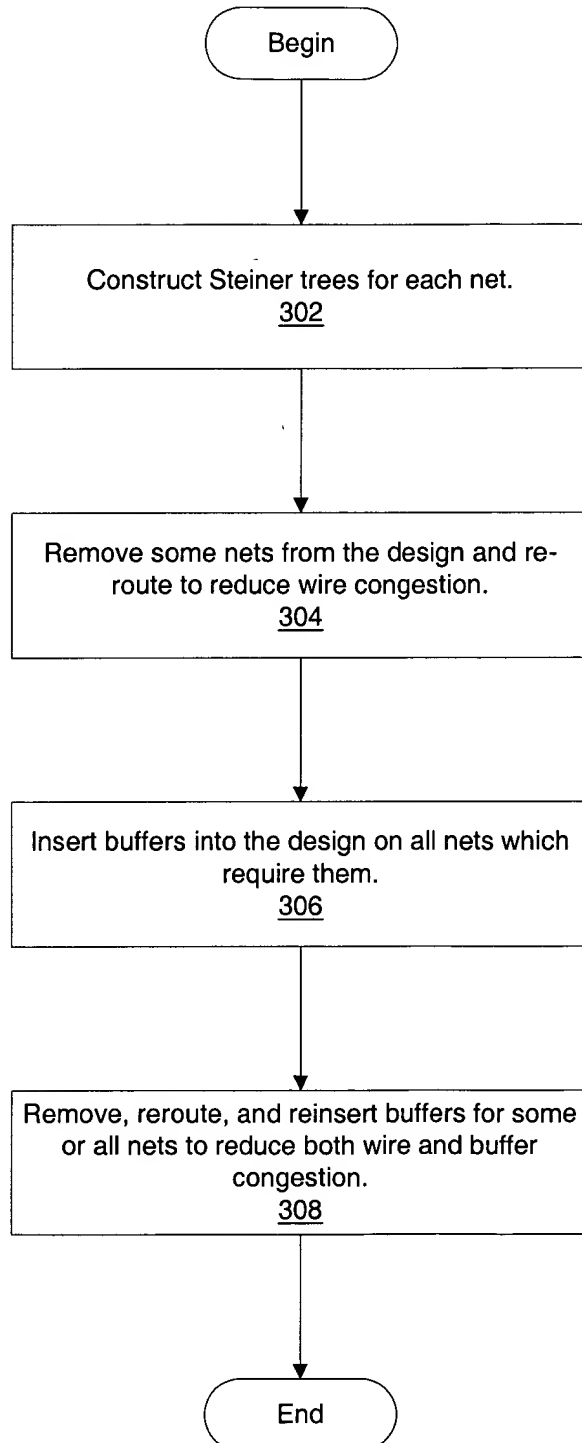 Begin
Construct Steiner trees for each net.
302
Remove some nets from the design and re-
route to reduce wire congestion.
304
Insert buffers into the design on all nets which
require them.
306
Remove, reroute, and reinsert buffers for some
or all nets to reduce both wire and buffer
congestion.
308
End